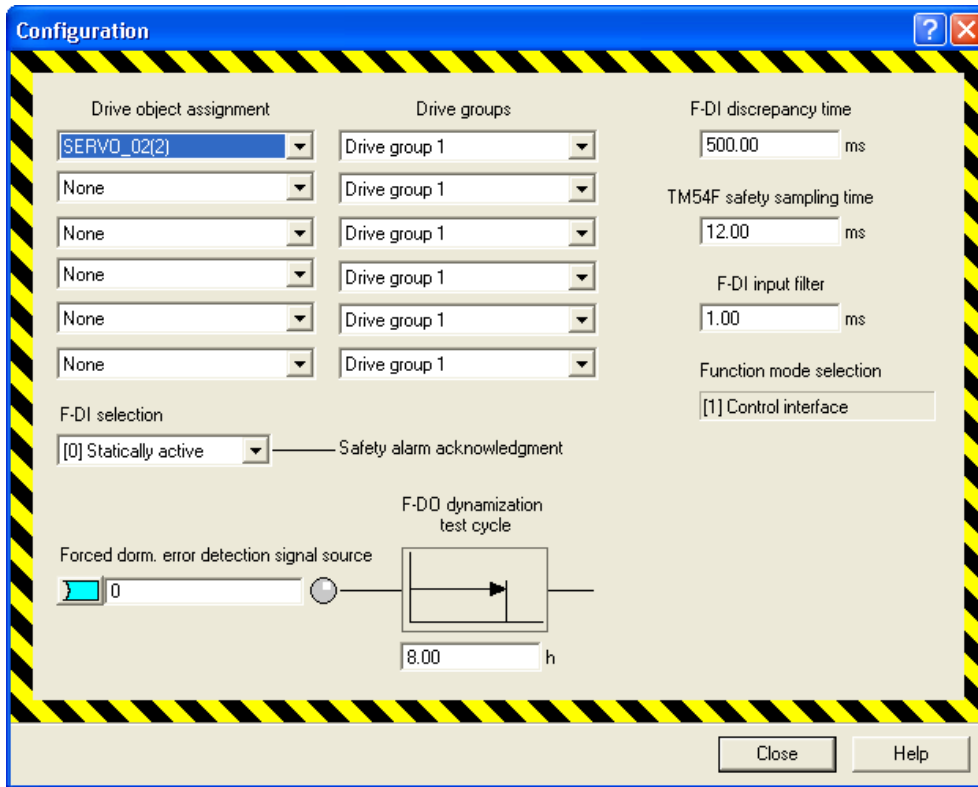 Configuration
Drive object assignment
Drive groups
F-DI discrepancy time
SERVO_02(2)
Drive group 1
500.00 ms
None
Drive group 1
TM54F safety sampling time
None
Drive group 1
12.00 ms
None
Drive group 1
F-DI input filter
None
Drive group 1
1.00 ms
None
Drive group 1
Function mode selection
[1] Control interface
F-DI selection
[0] Statically active
Safety alarm acknowledgment
F-DO dynamization
test cycle
Forced dorm. error detection signal source
0
8.00 h
Close
Help